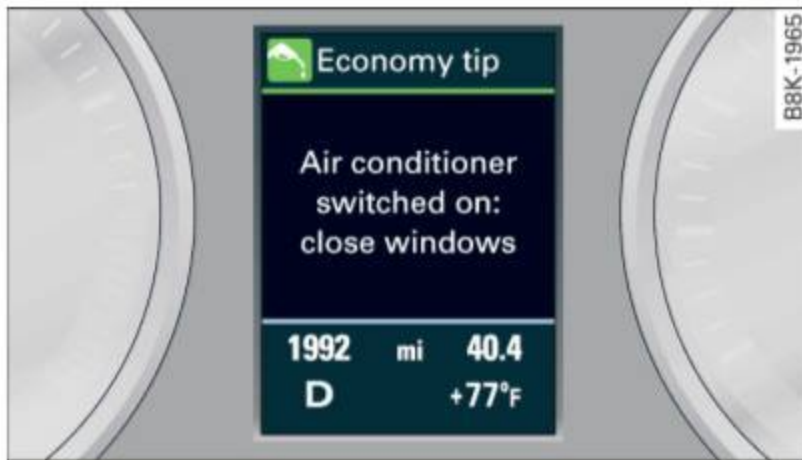 Economy tip
Air conditioner
switched on:
close windows
1992 mi 40.4
D +77°F
B8K-1965